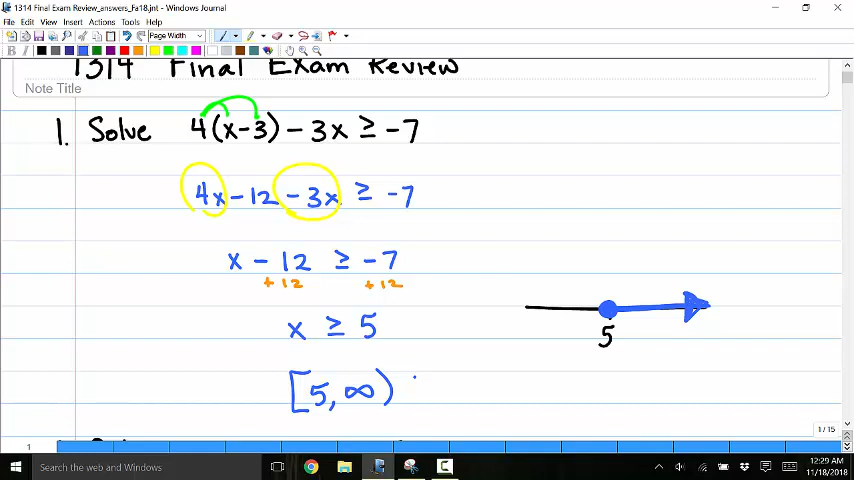 1314 Final Exam Review_answers_Fa18.jnt - Windows Journal
File Edit View Insert Actions Tools Help
Page Width
B I
1314 Final Exam Review
Note Title
1. Solve 4(x-3) - 3x ≥ -7
4x - 12 - 3x ≥ -7
x - 12 ≥ -7
+12 +12
x ≥ 5
5
[5, ∞)
1 / 15
1
Search the web and Windows
12:29 AM
11/18/2018